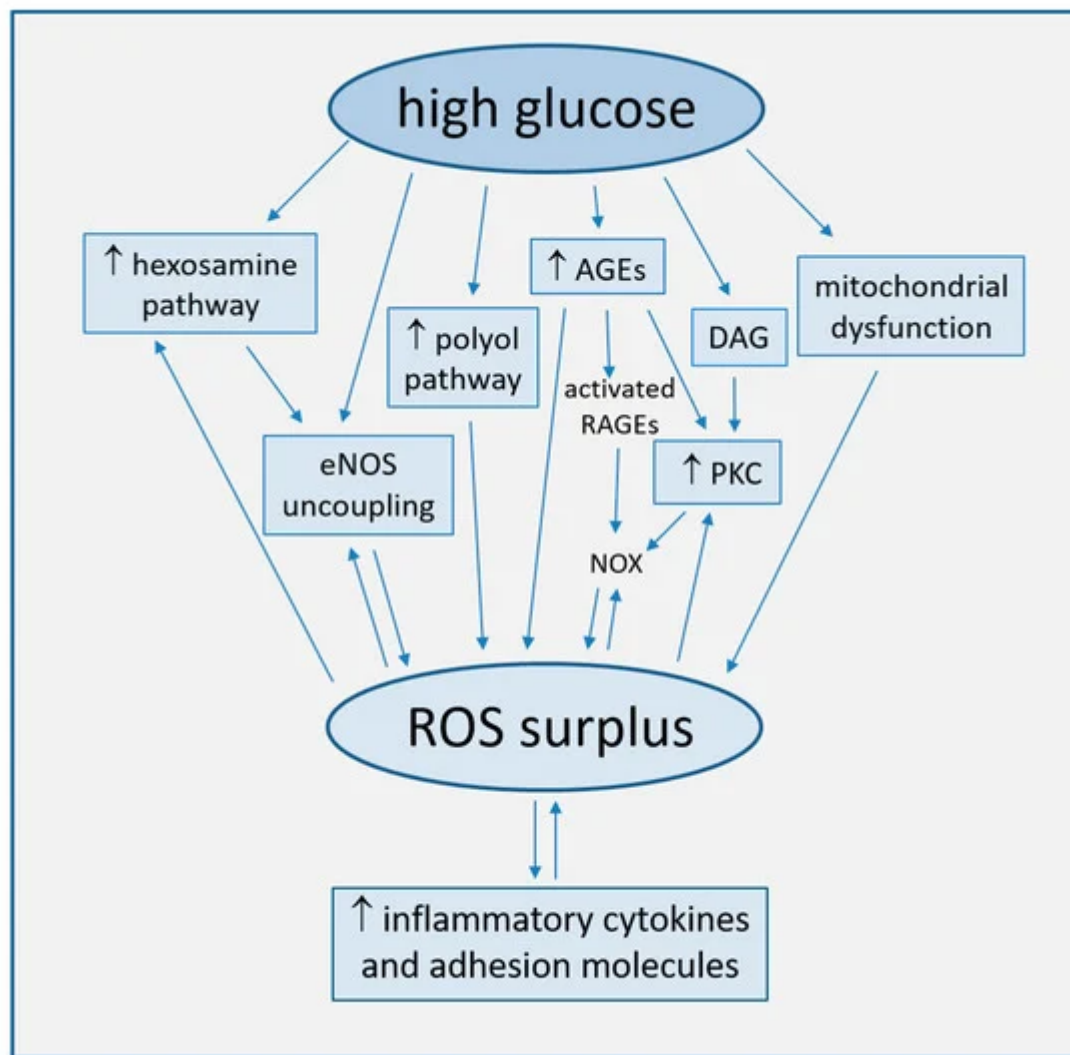 high glucose
↑ hexosamine
pathway
↑ AGEs
mitochondrial
dysfunction
↑ polyol
pathway
DAG
activated
RAGEs
eNOS
uncoupling
↑ PKC
NOX
ROS surplus
↑ inflammatory cytokines
and adhesion molecules